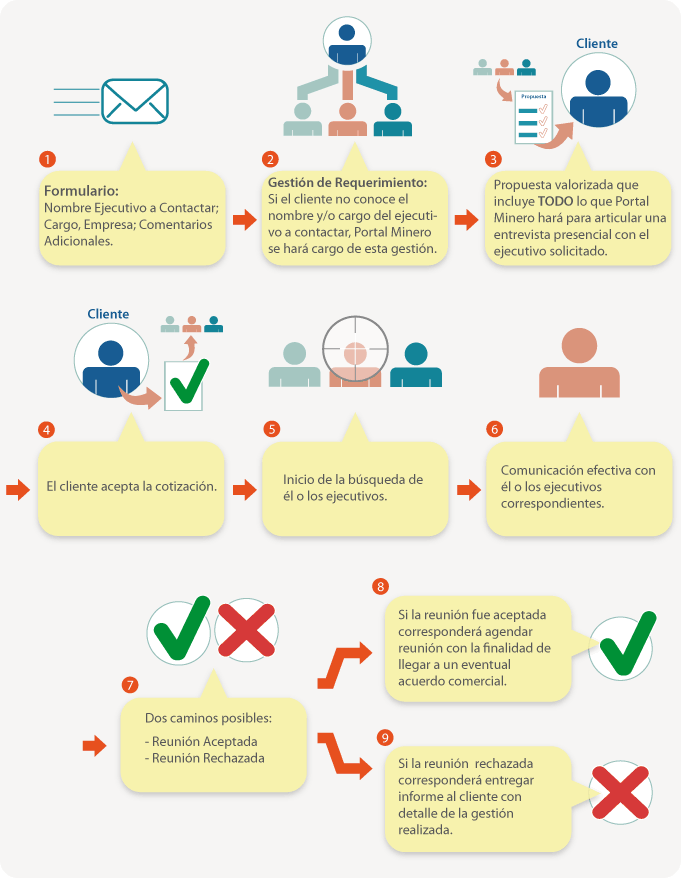 Cliente
Propuesta
1
Formulario:
Nombre Ejecutivo a Contactar;
Cargo, Empresa; Comentarios
Adicionales.
2
Gestión de Requerimiento:
Si el cliente no conoce el
nombre y/o cargo del ejecuti-
vo a contactar, Portal Minero
se hará cargo de esta gestión.
3
Propuesta valorizada que
incluye TODO lo que Portal
Minero hará para articular una
entrevista presencial con el
ejecutivo solicitado.
Cliente
4
El cliente acepta la cotización.
5
Inicio de la búsqueda de
él o los ejecutivos.
6
Comunicación efectiva con
él o los ejecutivos
correspondientes.
7
Dos caminos posibles:
- Reunión Aceptada
- Reunión Rechazada
8
Si la reunión fue aceptada
corresponderá agendar
reunión con la finalidad de
llegar a un eventual
acuerdo comercial.
9
Si la reunión rechazada
corresponderá entregar
informe al cliente con
detalle de la gestión
realizada.